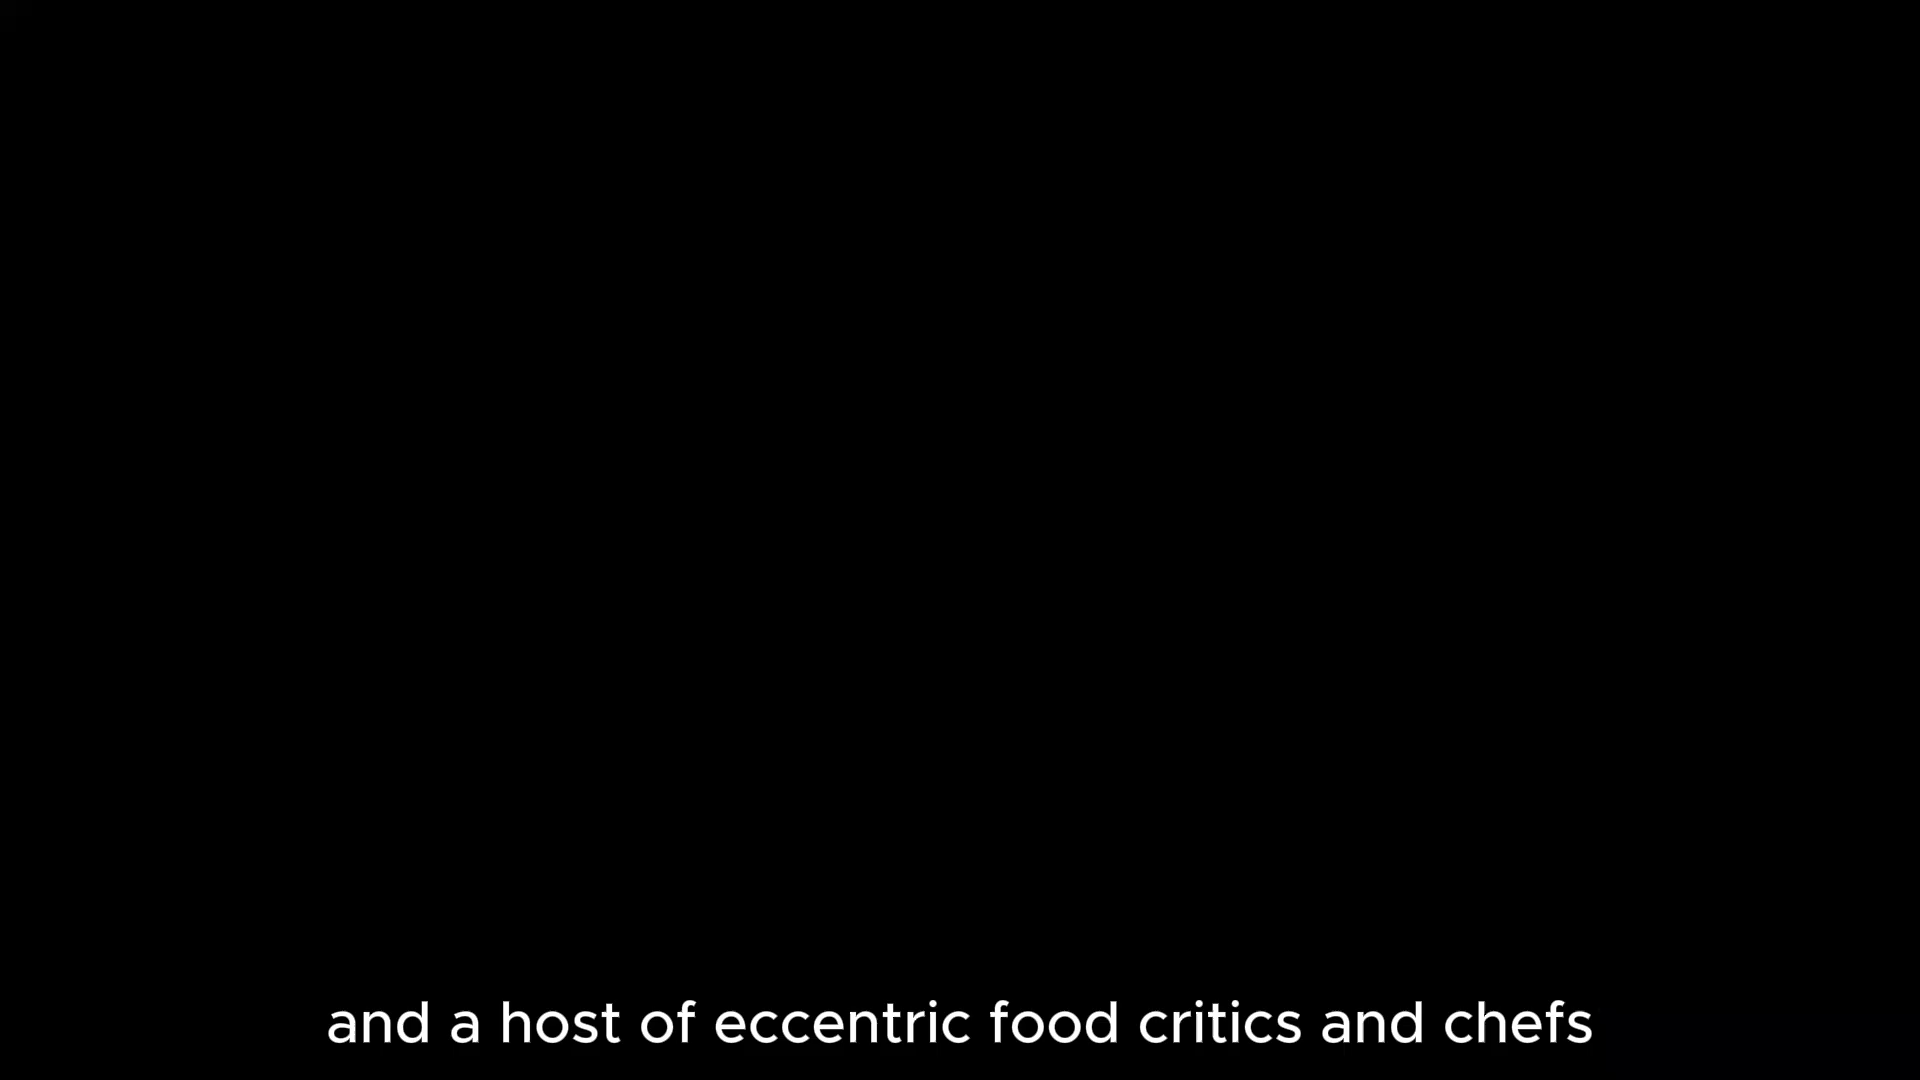 and a host of eccentric food critics and chefs